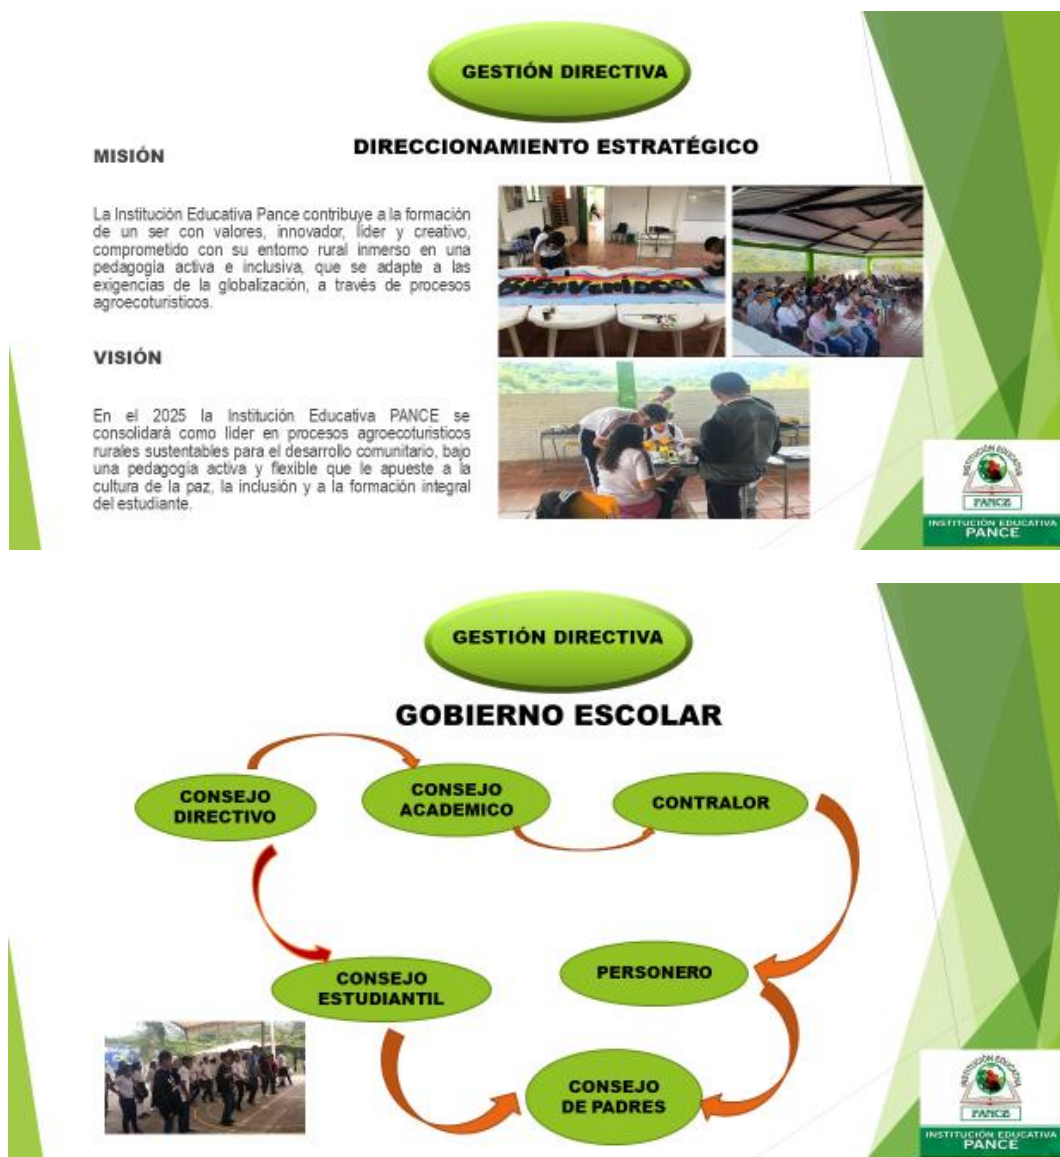 GESTIÓN DIRECTIVA
DIRECCIONAMIENTO ESTRATÉGICO
MISIÓN
La Institución Educativa Pance contribuye a la formación
de un ser con valores, innovador, líder y creativo,
comprometido con su entorno rural inmerso en una
pedagogía activa e inclusiva, que se adapte a las
exigencias de la globalización, a través de procesos
agroecoturísticos.
VISIÓN
En el 2025 la Institución Educativa PANCE se
consolidará como líder en procesos agroecoturísticos
rurales sustentables para el desarrollo comunitario, bajo
una pedagogía activa y flexible que le apueste a la
cultura de la paz, la inclusión y a la formación integral
del estudiante.
BIENVENIDOS!
INSTITUCIÓN EDUCATIVA
PANCE
INSTITUCIÓN EDUCATIVA
PANCE
GESTIÓN DIRECTIVA
GOBIERNO ESCOLAR
CONSEJO
DIRECTIVO
CONSEJO
ACADEMICO
CONTRALOR
CONSEJO
ESTUDIANTIL
PERSONERO
CONSEJO
DE PADRES
INSTITUCIÓN EDUCATIVA
PANCE
INSTITUCIÓN EDUCATIVA
PANCE